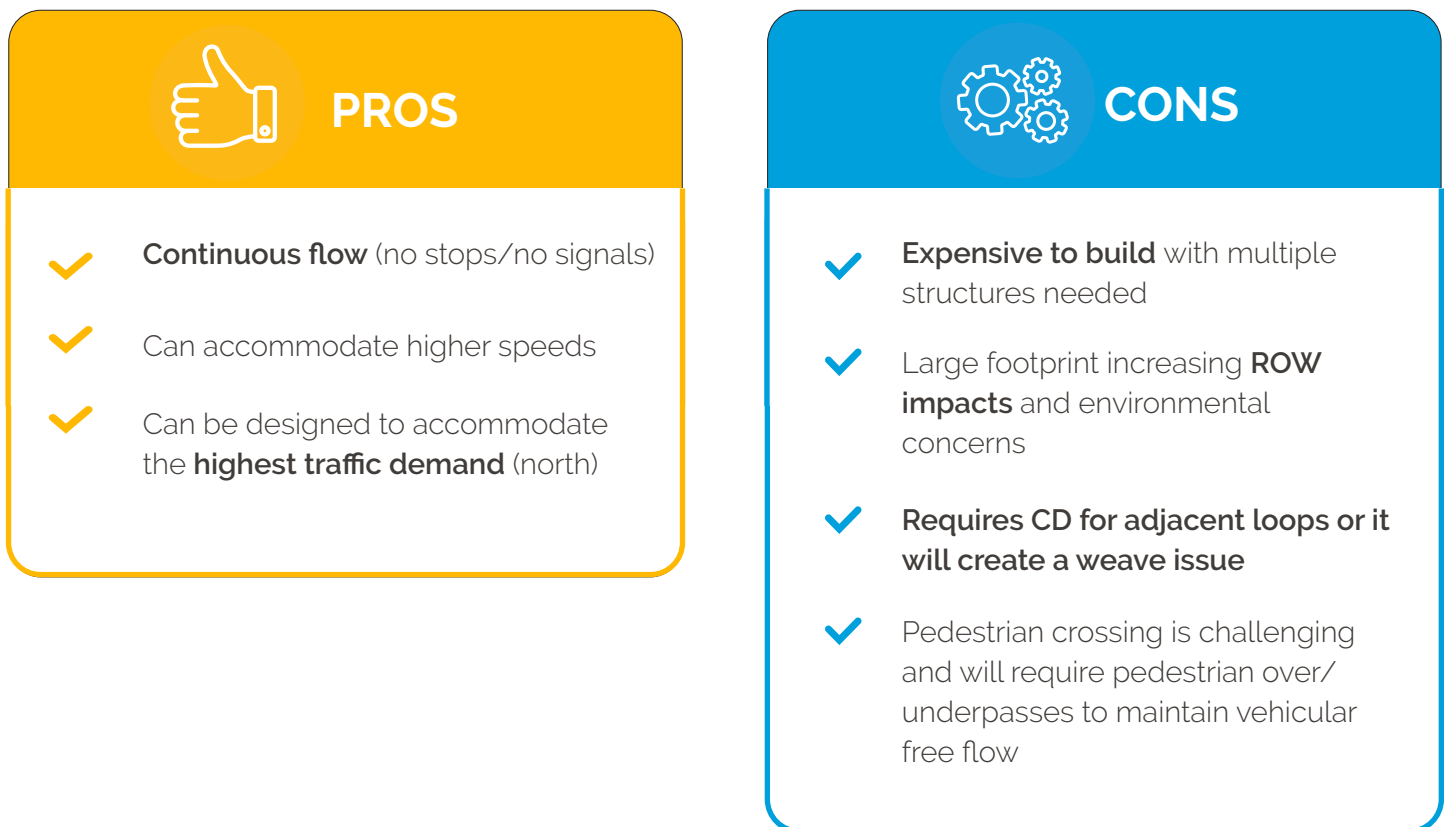 PROS
Continuous flow (no stops/no signals)
Can accommodate higher speeds
Can be designed to accommodate
the highest traffic demand (north)
CONS
Expensive to build with multiple
structures needed
Large footprint increasing ROW
impacts and environmental
concerns
Requires CD for adjacent loops or it
will create a weave issue
Pedestrian crossing is challenging
and will require pedestrian over/
underpasses to maintain vehicular
free flow